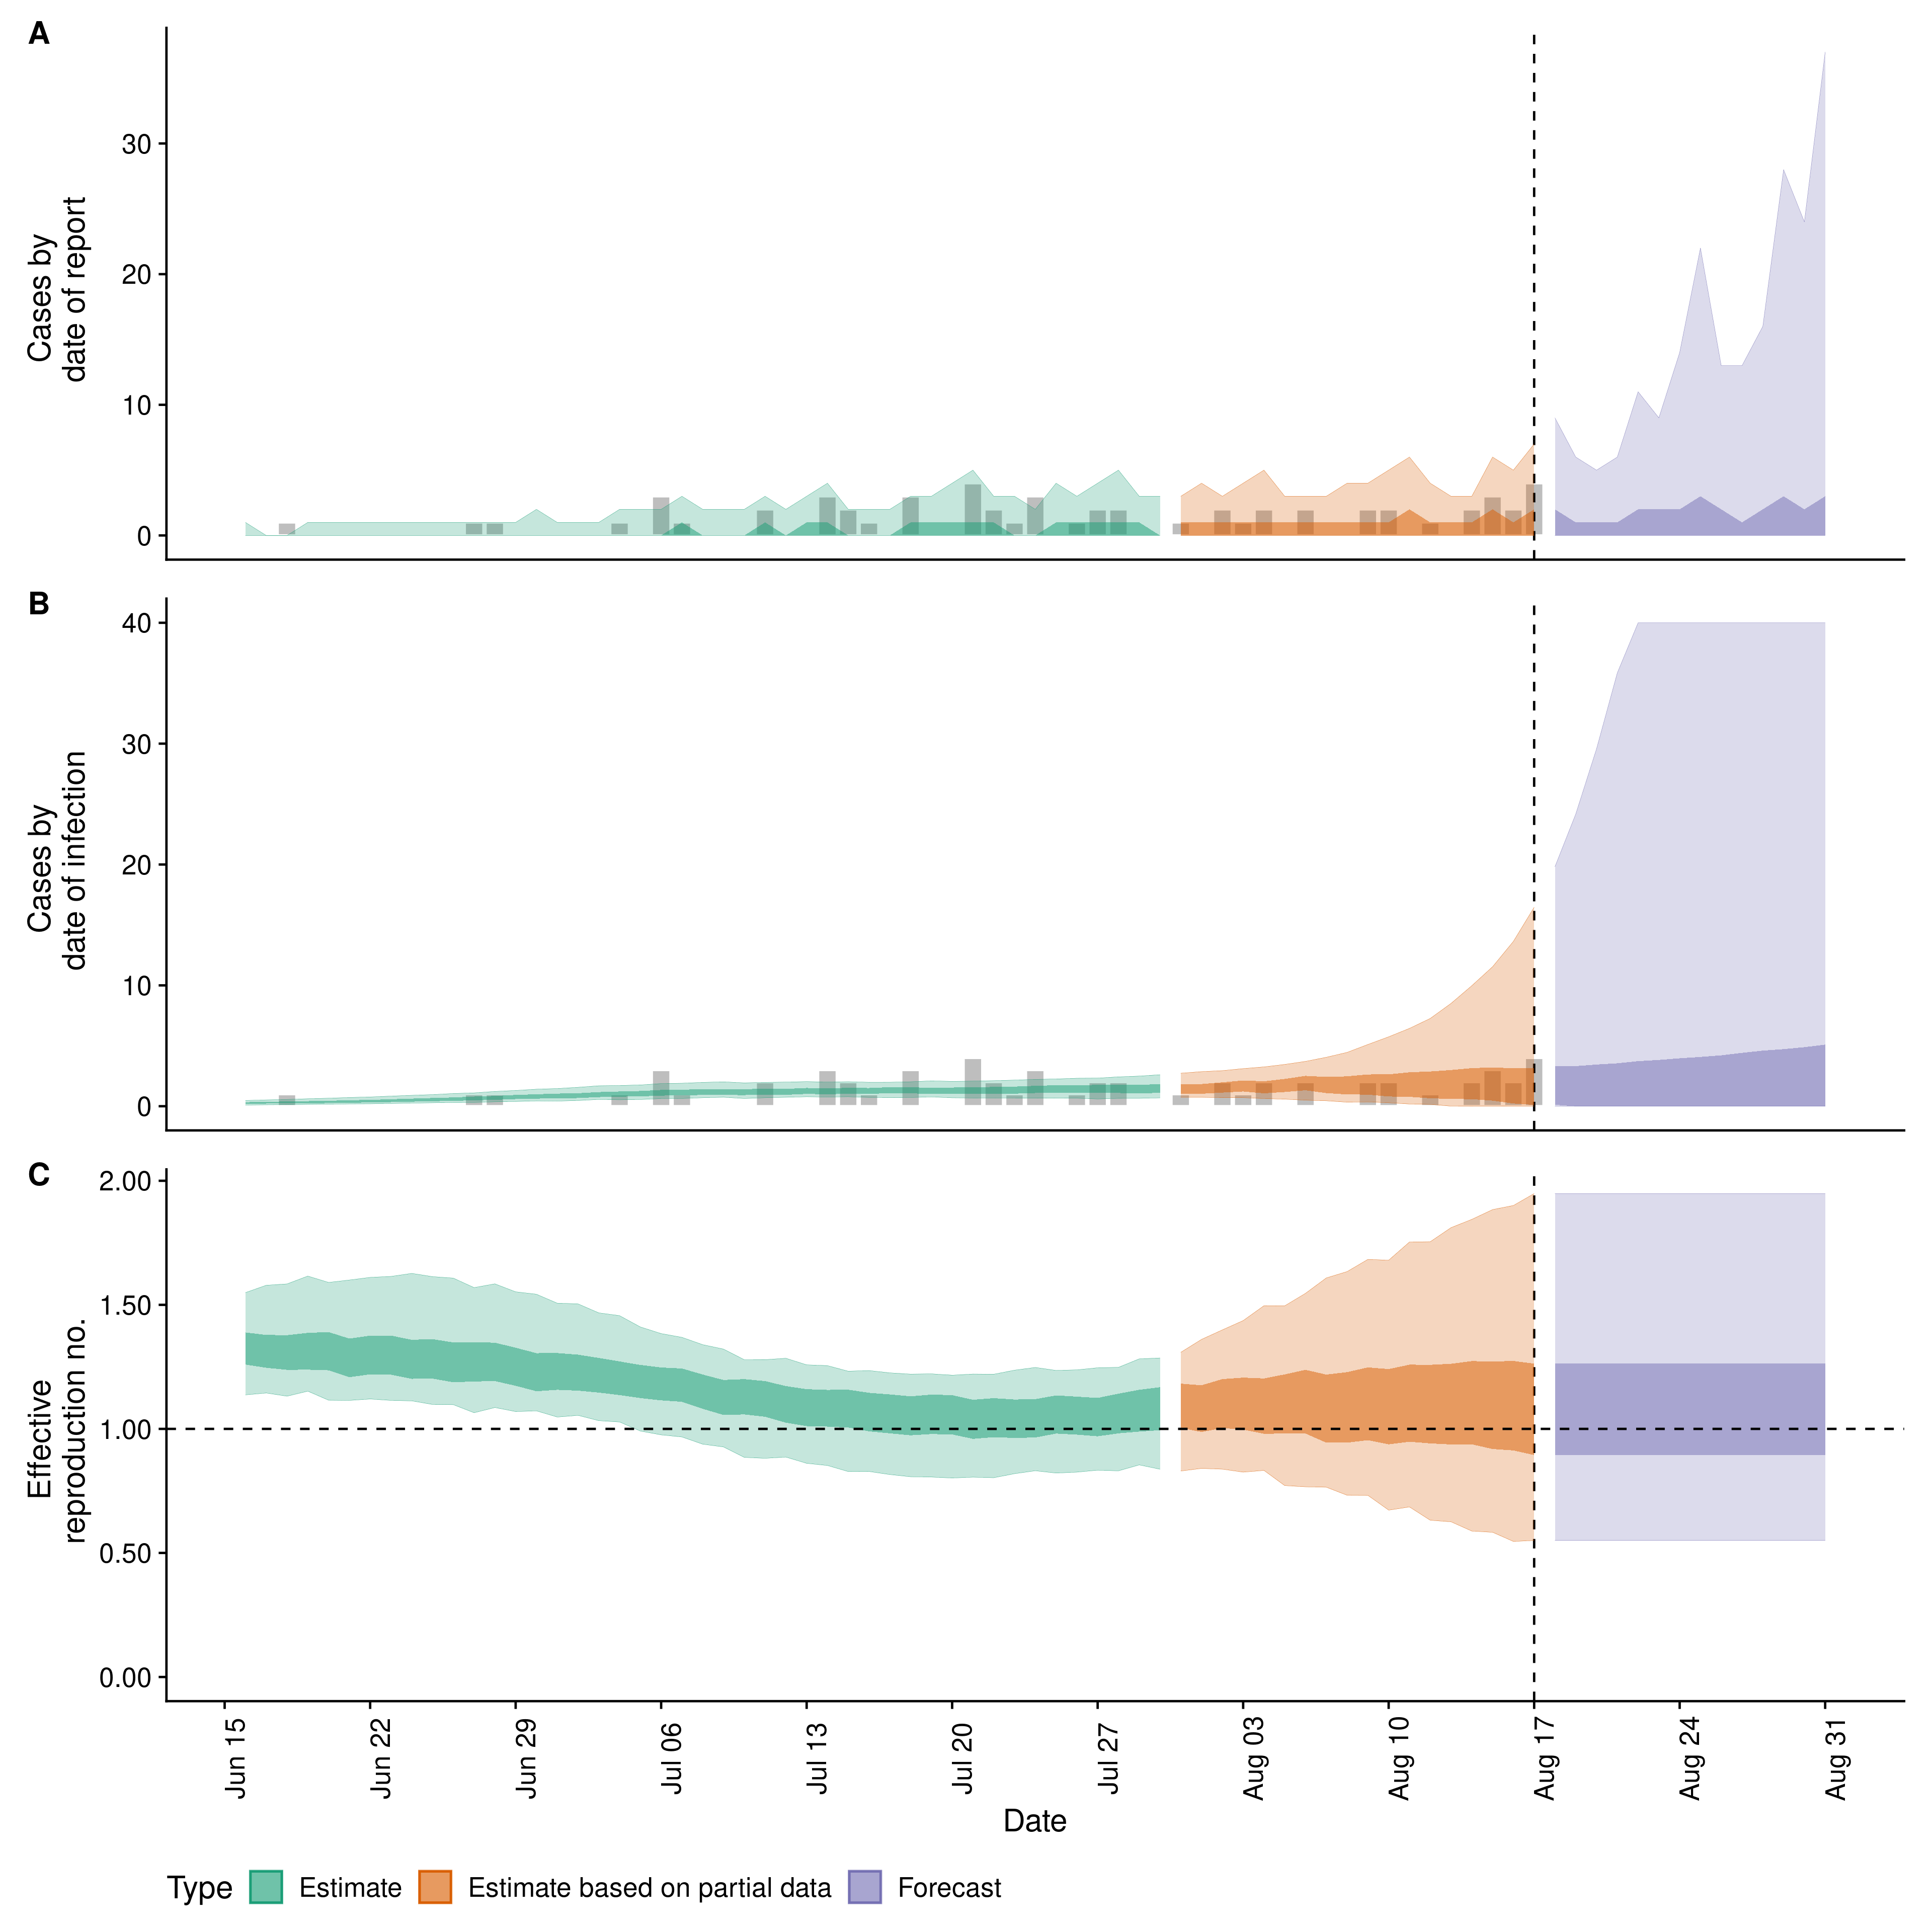 A
Cases by
date of report
30
20
10
0
B
Cases by
date of infection
40
30
20
10
0
C
Effective
reproduction no.
2.00
1.50
1.00
0.50
0.00
Jun 15
Jun 22
Jun 29
Jul 06
Jul 13
Jul 20
Jul 27
Aug 03
Aug 10
Aug 17
Aug 24
Aug 31
Date
Type Estimate Estimate based on partial data Forecast